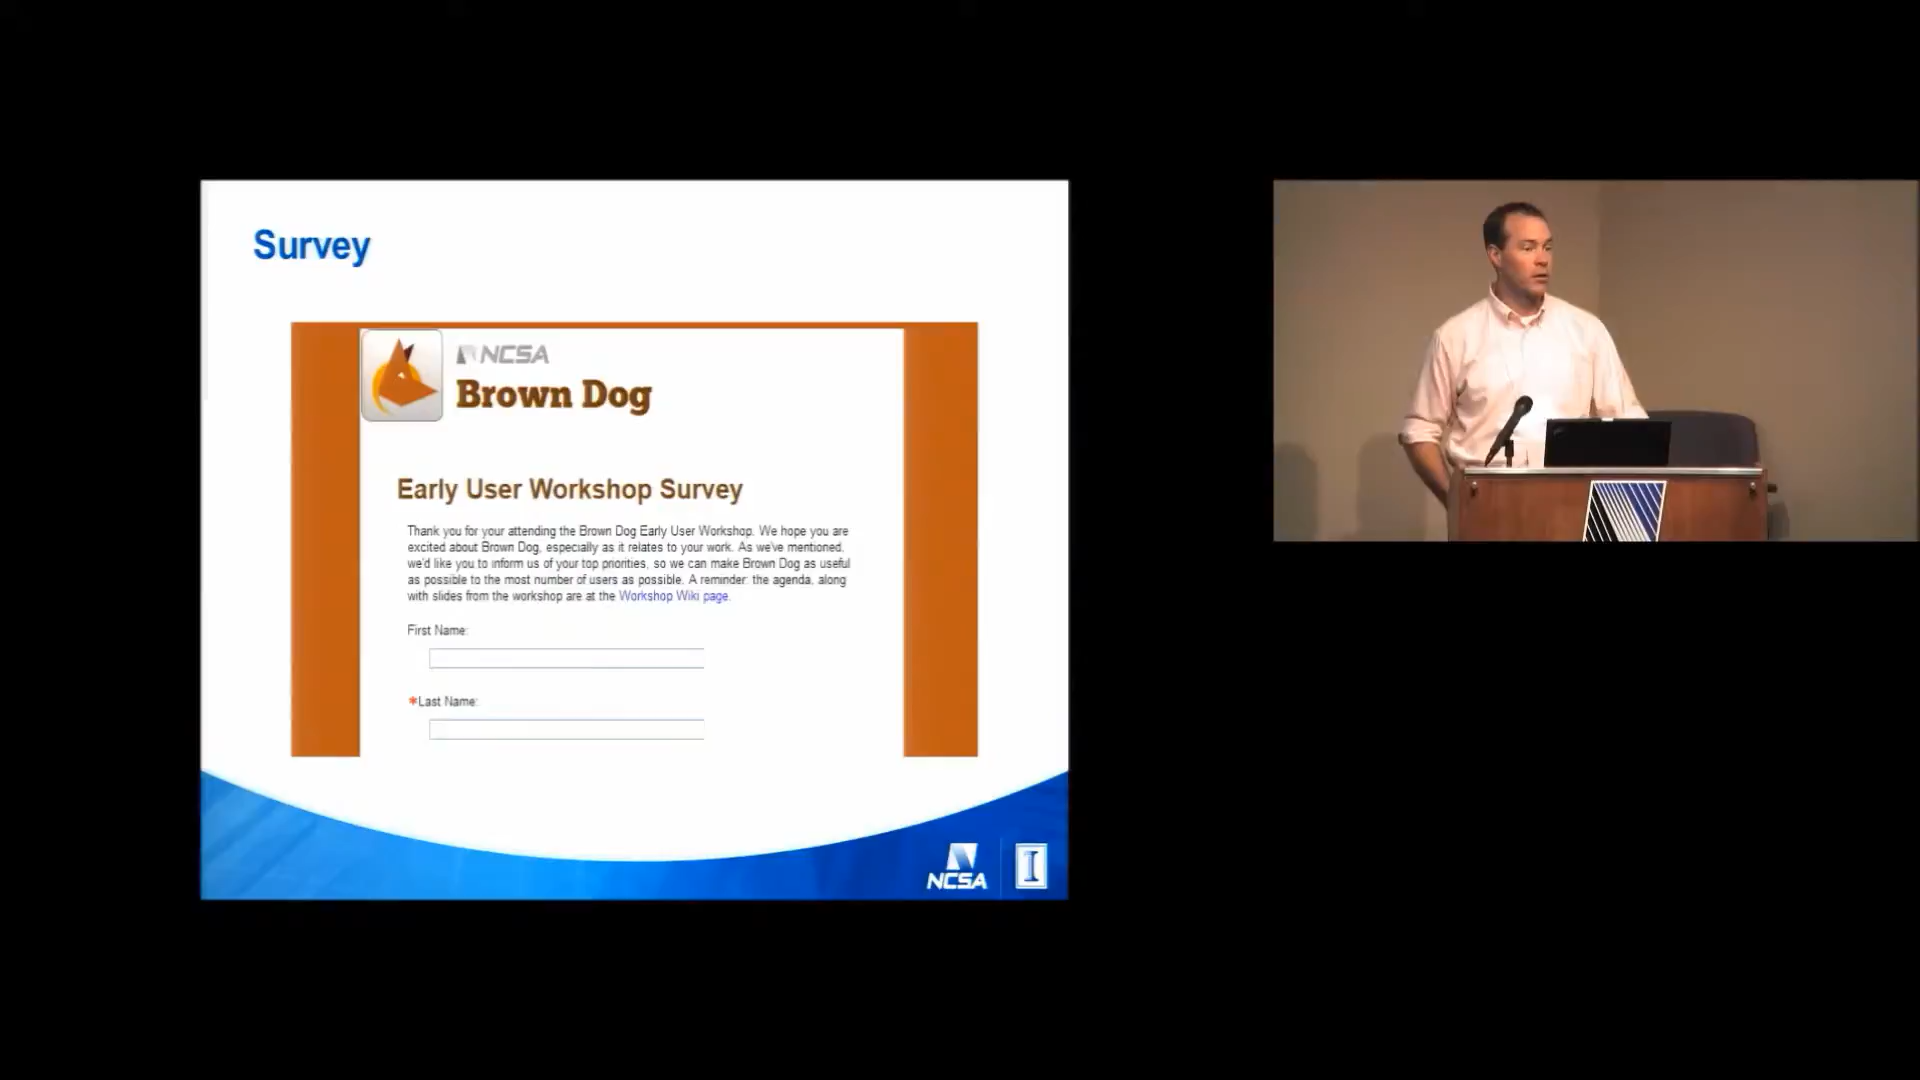 Survey
NCSA
Brown Dog
Early User Workshop Survey
Thank you for your attending the Brown Dog Early User Workshop. We hope you are
excited about Brown Dog, especially as it relates to your work. As we've mentioned,
we'd like you to inform us of your top priorities, so we can make Brown Dog as useful
as possible to the most number of users as possible. A reminder: the agenda, along
with slides from the workshop are at the Workshop Wiki page.
First Name:
*Last Name:
NCSA
I